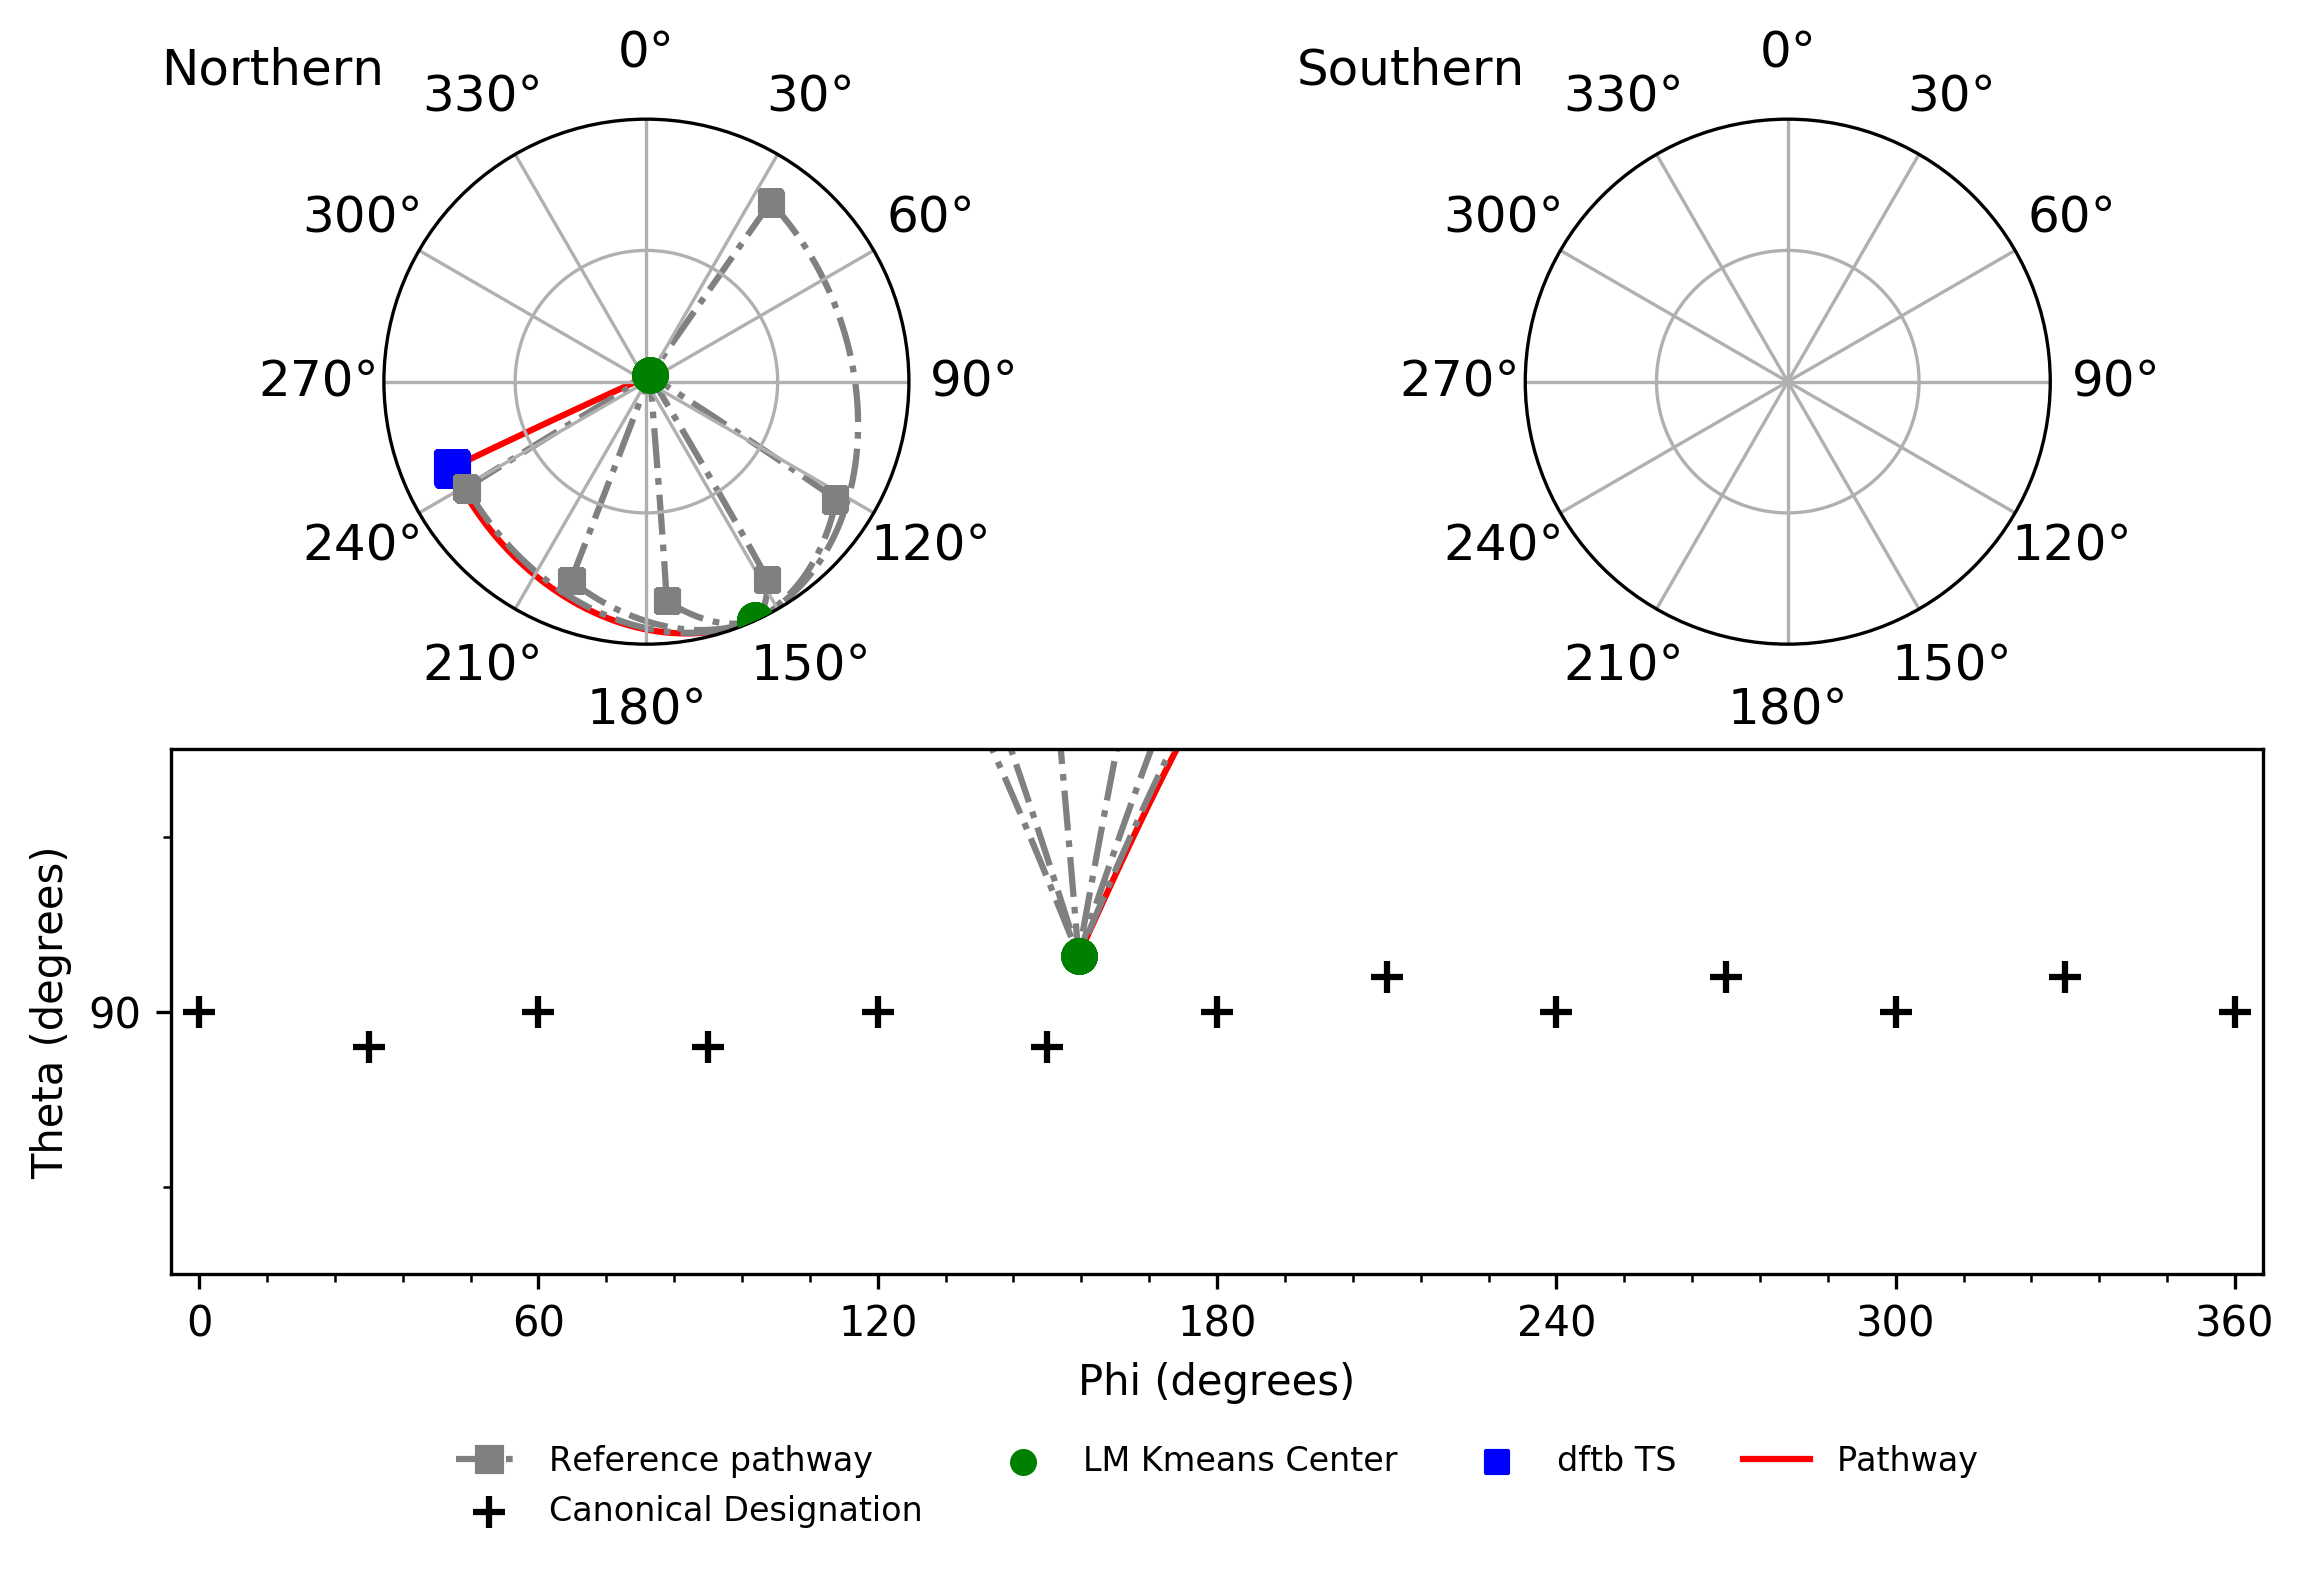 Northern
0°
330°
30°
300°
60°
270°
90°
240°
120°
210°
150°
180°
Southern
0°
330°
30°
300°
60°
270°
90°
240°
120°
210°
150°
180°
Theta (degrees)
90
0 60 120 180 240 300 360
Phi (degrees)
Reference pathway
Canonical Designation
LM Kmeans Center
dftb TS
Pathway